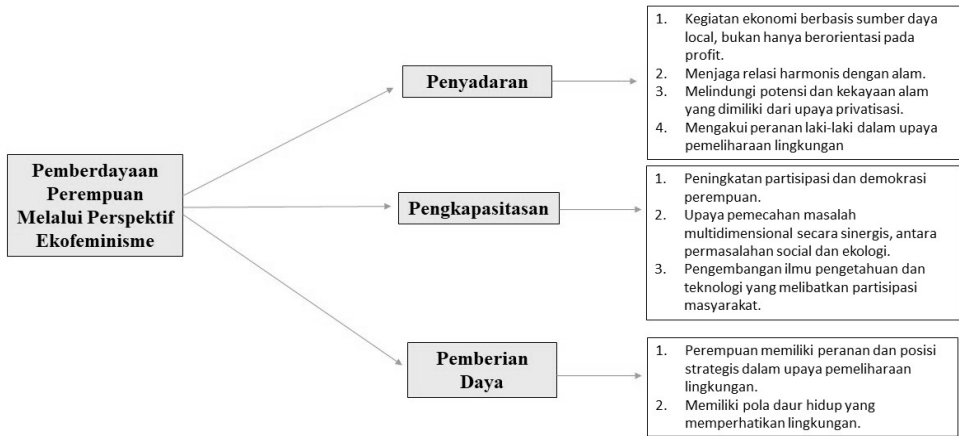 Pemberdayaan
Perempuan
Melalui Perspektif
Ekofeminisme
Penyadaran
1. Kegiatan ekonomi berbasis sumber daya
local, bukan hanya berorientasi pada
profit.
2. Menjaga relasi harmonis dengan alam.
3. Melindungi potensi dan kekayaan alam
yang dimiliki dari upaya privatisasi.
4. Mengakui peranan laki-laki dalam upaya
pemeliharaan lingkungan
Pengkapasitasan
1. Peningkatan partisipasi dan demokrasi
perempuan.
2. Upaya pemecahan masalah
multidimensional secara sinergis, antara
permasalahan social dan ekologi.
3. Pengembangan ilmu pengetahuan dan
teknologi yang melibatkan partisipasi
masyarakat.
Pemberian
Daya
1. Perempuan memiliki peranan dan posisi
strategis dalam upaya pemeliharaan
lingkungan.
2. Memiliki pola daur hidup yang
memperhatikan lingkungan.